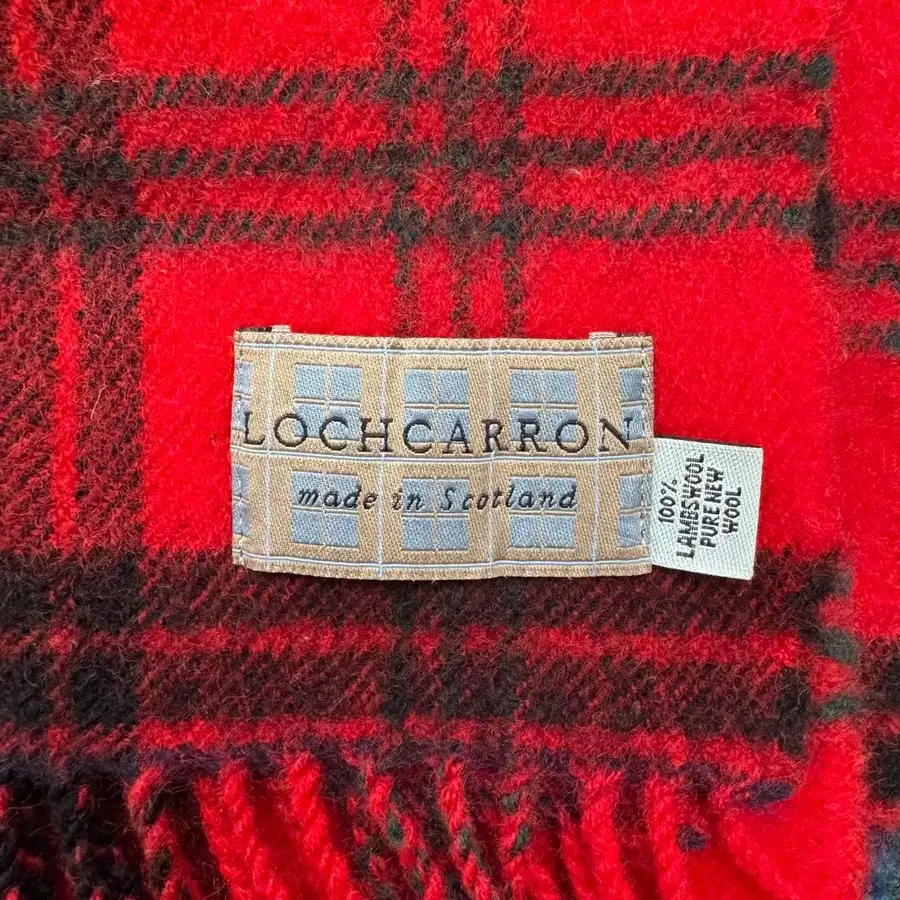 LOCHCARRON
made in Scotland
100%
LAMBSWOOL
PURE NEW
WOOL